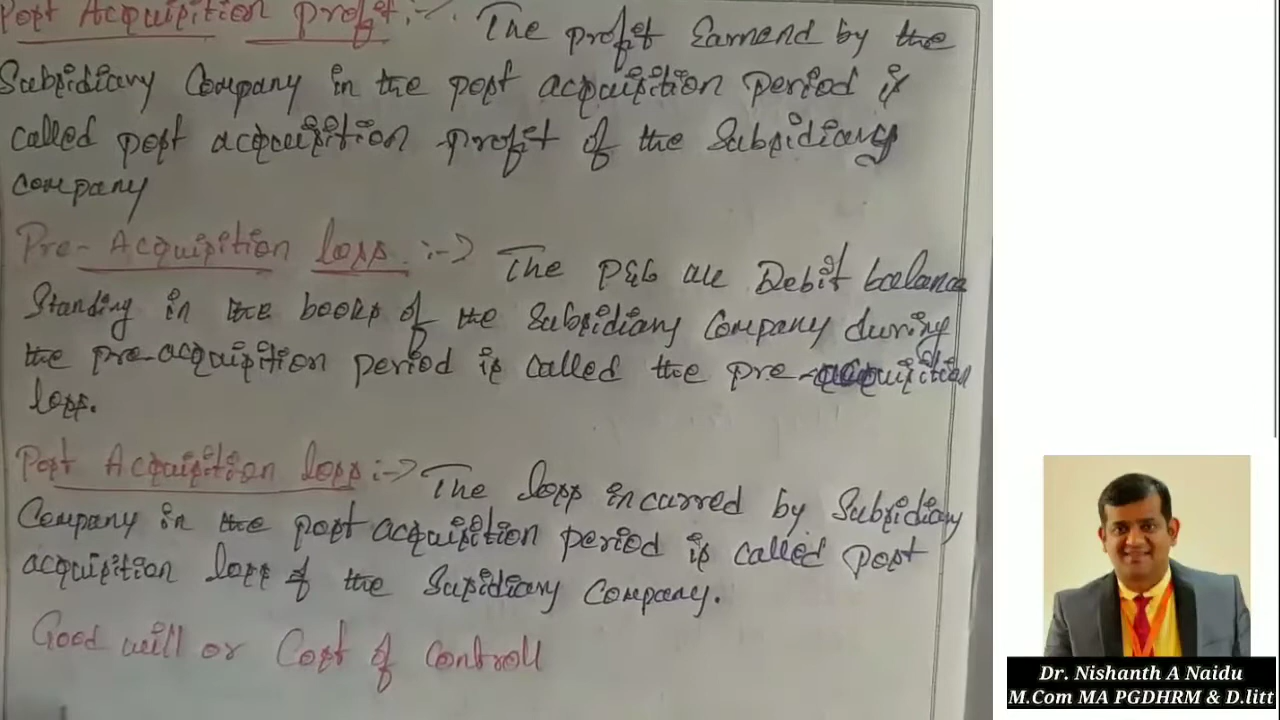 Post Acquisition profit :-
The profit Earnend by the
Subsidiary Company in the post acquisition period is
called post acquisition profit of the Subsidiary
company
Pre-Acquisition loss :-> The P&L a/c Debit balance
Standing in the books of the Subsidiary Company during
the pre-acquisition period is called the pre-acquisition
loss.
Post Acquisition loss :-> The loss incurred by Subsidiary
Company in the post acquisition period is called post
acquisition loss of the Supidiary Company.
Good will or Cost of Controll
Dr. Nishanth A Naidu
M.Com MA PGDHRM & D.litt